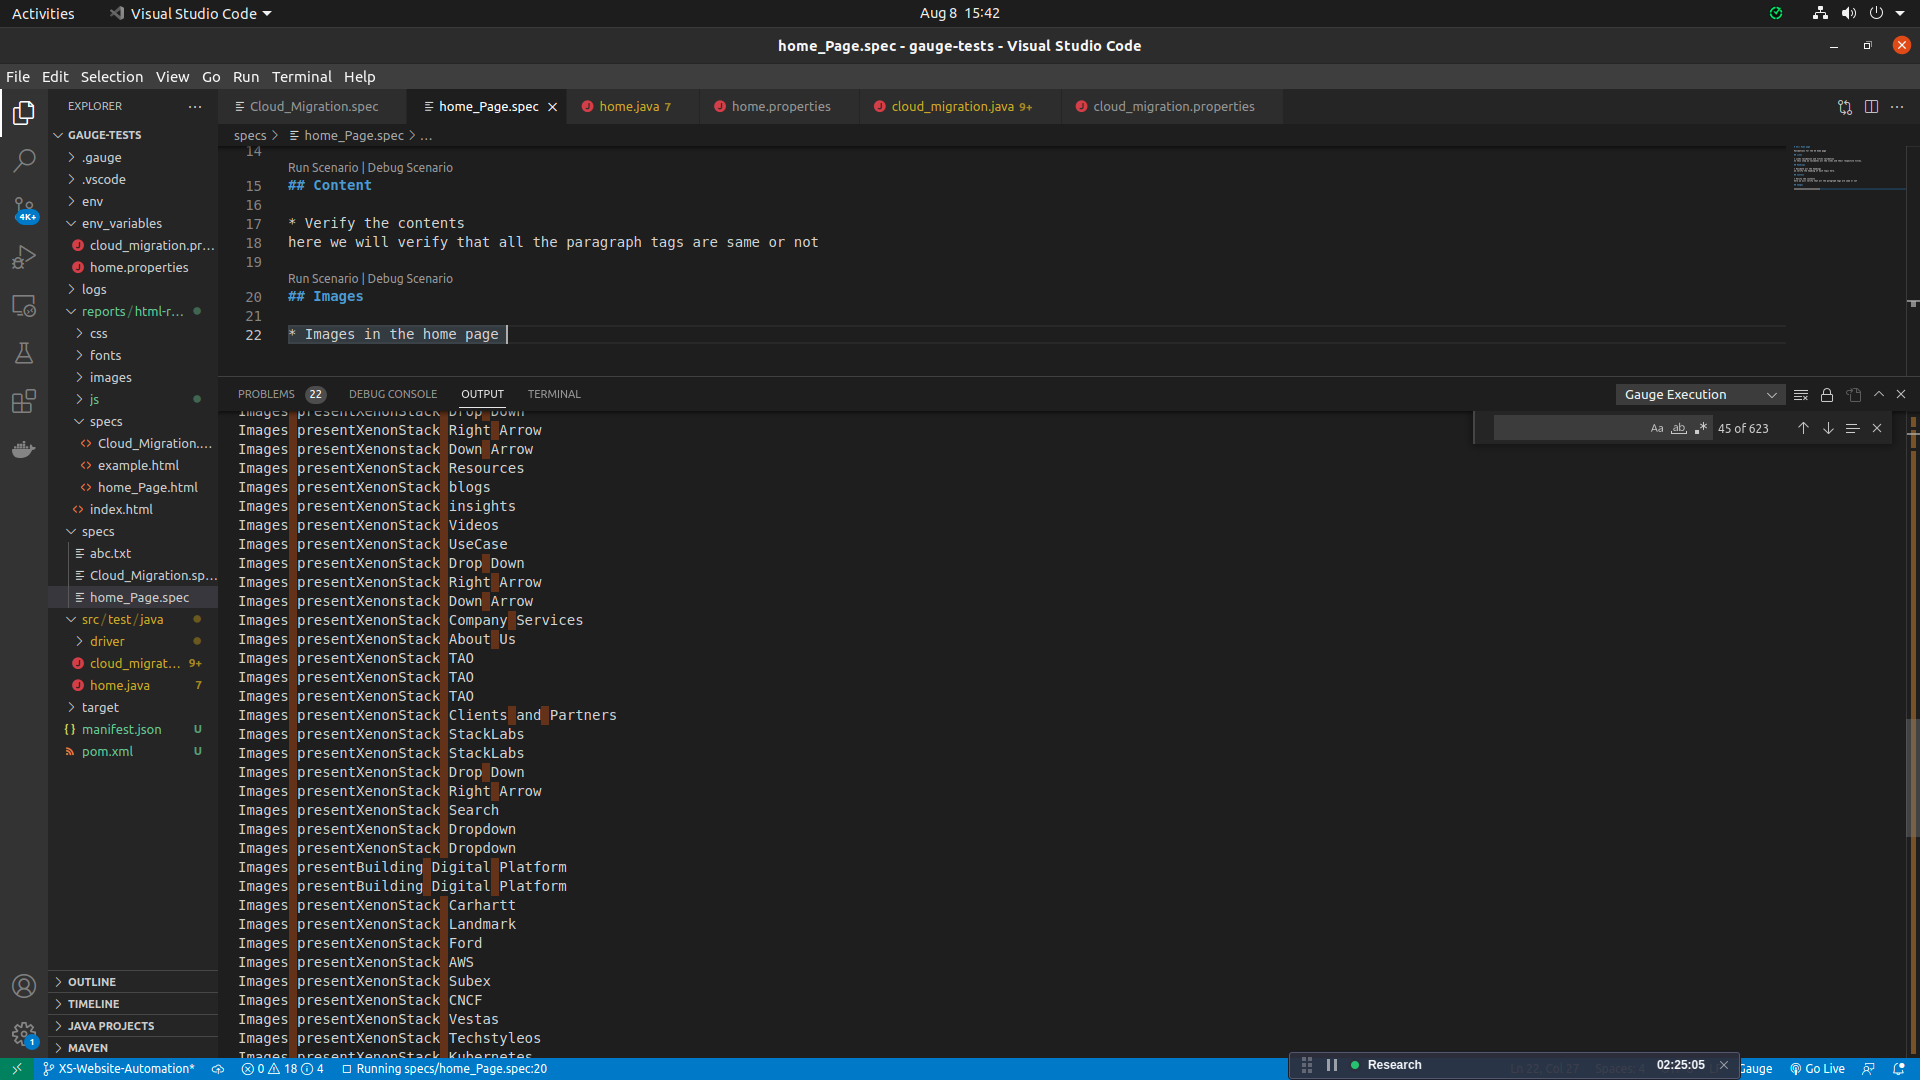 Activities
Visual Studio Code
Aug 8 15:42
home_Page.spec - gauge-tests - Visual Studio Code
File Edit Selection View Go Run Terminal Help
EXPLORER
GAUGE-TESTS
.gauge
.vscode
env
env_variables
cloud_migration.pr...
home.properties
logs
reports/html-r...
css
fonts
images
js
specs
Cloud_Migration....
example.html
home_Page.html
index.html
specs
abc.txt
Cloud_Migration.sp...
home_Page.spec
src/test/java
driver
cloud_migrat... 9+
home.java 7
target
manifest.json U
pom.xml U
OUTLINE
TIMELINE
JAVA PROJECTS
MAVEN
4K+
1
Cloud_Migration.spec
home_Page.spec
home.java 7
home.properties
cloud_migration.java 9+
cloud_migration.properties
specs > home_Page.spec > ...
14
Run Scenario | Debug Scenario
15 ## Content
16
17 * Verify the contents
18 here we will verify that all the paragraph tags are same or not
19
Run Scenario | Debug Scenario
20 ## Images
21
22 * Images in the home page
PROBLEMS 22 DEBUG CONSOLE OUTPUT TERMINAL
Gauge Execution
45 of 623
Images presentXenonStack Drop Down
Images presentXenonStack Right Arrow
Images presentXenonstack Down Arrow
Images presentXenonStack Resources
Images presentXenonStack blogs
Images presentXenonStack insights
Images presentXenonStack Videos
Images presentXenonStack UseCase
Images presentXenonStack Drop Down
Images presentXenonStack Right Arrow
Images presentXenonstack Down Arrow
Images presentXenonStack Company Services
Images presentXenonStack About Us
Images presentXenonStack TAO
Images presentXenonStack TAO
Images presentXenonStack TAO
Images presentXenonStack Clients and Partners
Images presentXenonStack StackLabs
Images presentXenonStack StackLabs
Images presentXenonStack Drop Down
Images presentXenonStack Right Arrow
Images presentXenonStack Search
Images presentXenonStack Dropdown
Images presentXenonStack Dropdown
Images presentBuilding Digital Platform
Images presentBuilding Digital Platform
Images presentXenonStack Carhartt
Images presentXenonStack Landmark
Images presentXenonStack Ford
Images presentXenonStack AWS
Images presentXenonStack Subex
Images presentXenonStack CNCF
Images presentXenonStack Vestas
Images presentXenonStack Techstyleos
Images presentXenonStack Kubernetes
XS-Website-Automation*
0 18 4
Running specs/home_Page.spec:20
Research 02:25:05
Gauge
Go Live